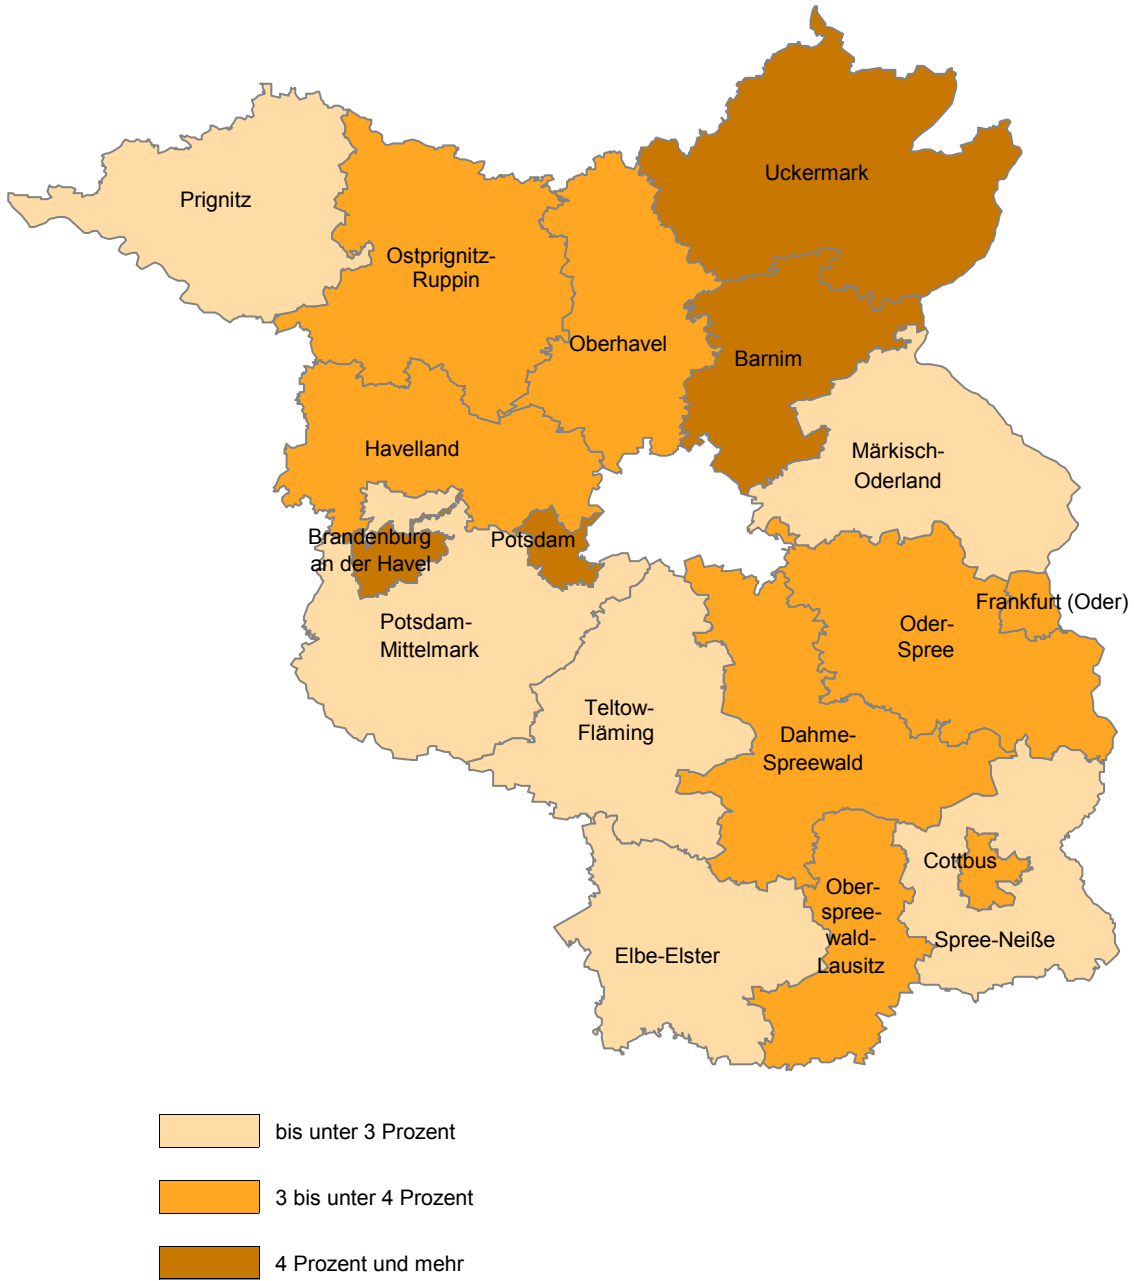 Uckermark
Prignitz
Ostprignitz-
Ruppin
Oberhavel
Barnim
Havelland
Märkisch-
Oderland
Brandenburg
an der Havel
Potsdam
Frankfurt (Oder)
Potsdam-
Mittelmark
Oder-
Spree
Teltow-
Fläming
Dahme-
Spreewald
Cottbus
Ober-
spree-
wald-
Lausitz
Spree-Neiße
Elbe-Elster
bis unter 3 Prozent
3 bis unter 4 Prozent
4 Prozent und mehr